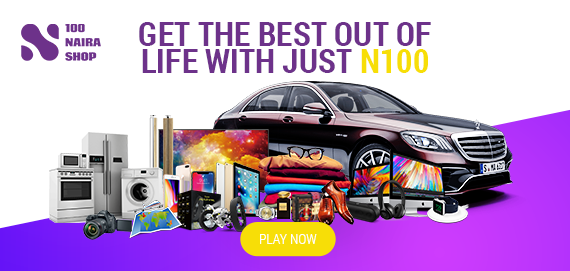 100
NAIRA
SHOP
GET THE BEST OUT OF
LIFE WITH JUST N100
PLAY NOW